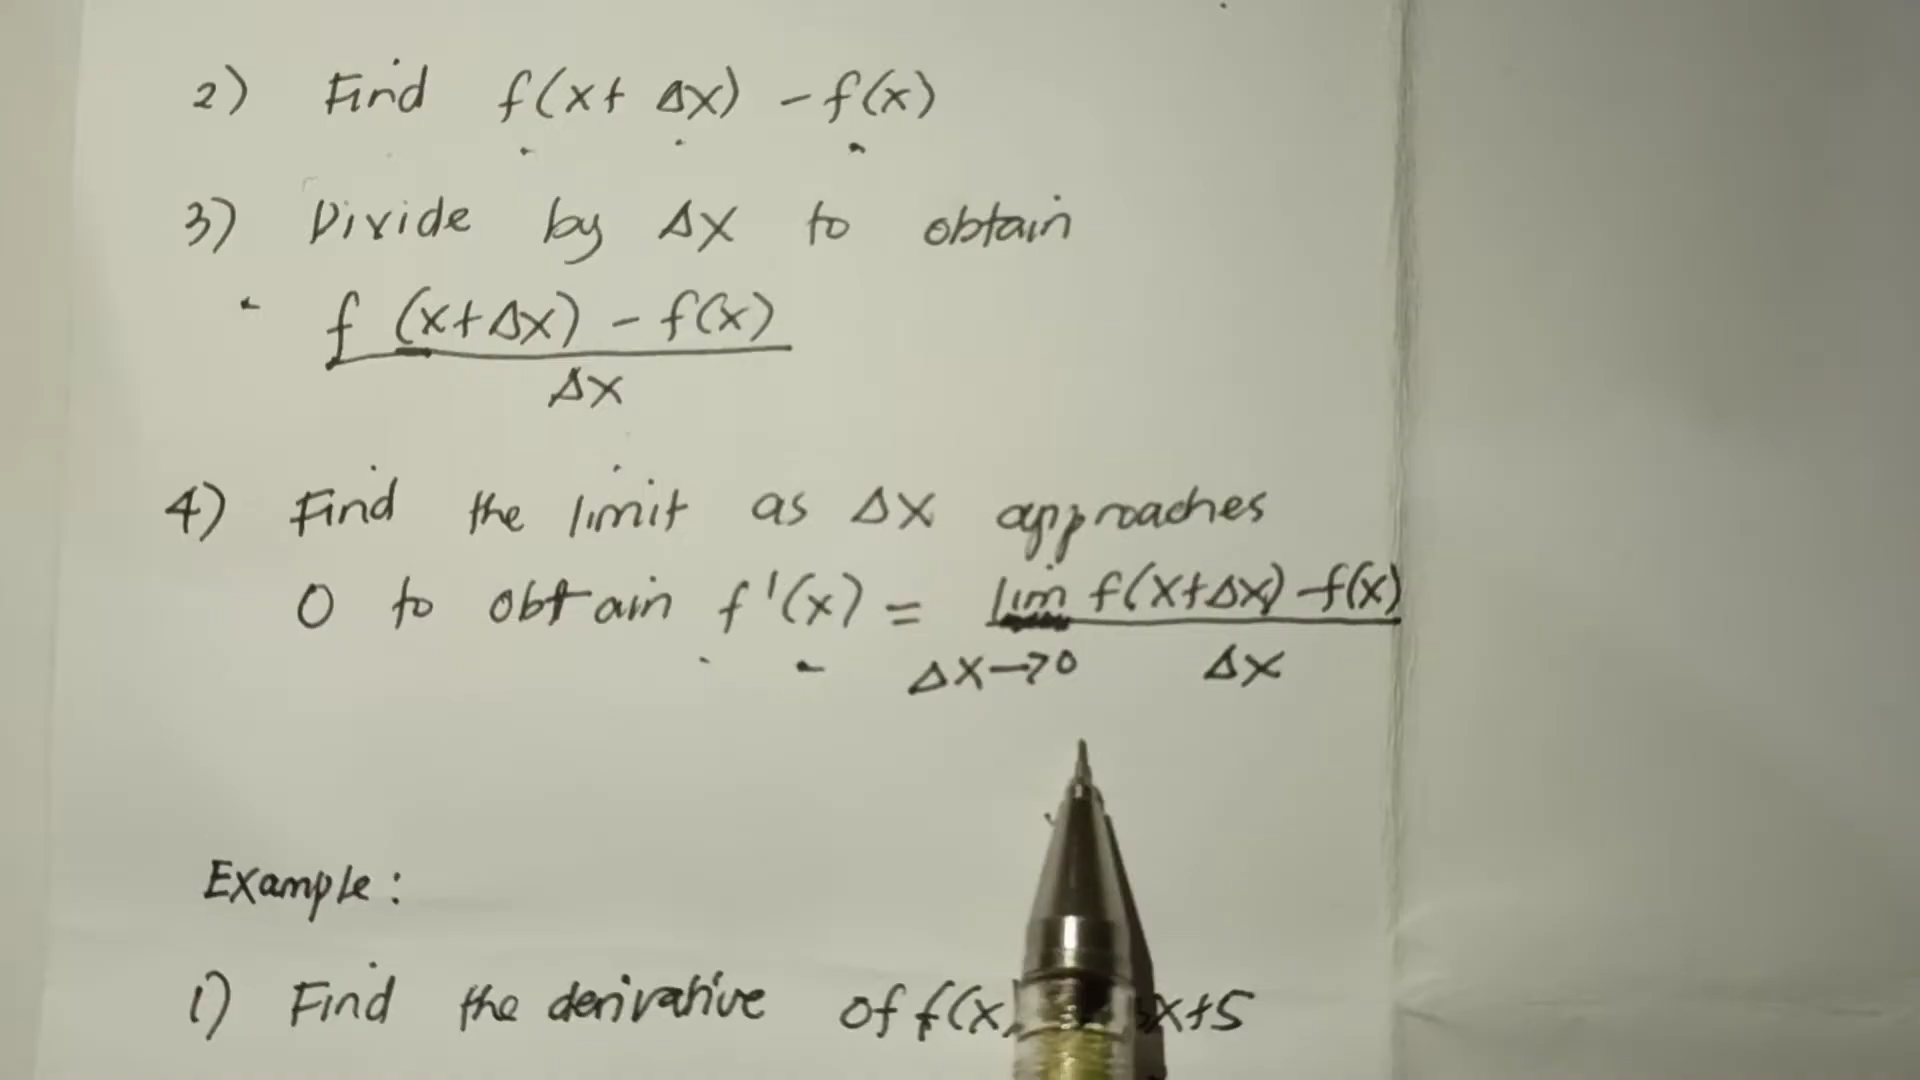 2) Find f(x+ Δx) - f(x)
3) Divide by Δx to obtain
f (x+Δx) - f(x)
Δx
4) Find the limit as Δx approaches
0 to obtain f'(x) = lim f(x+Δx) - f(x)
Δx→0 Δx
Example:
1) Find the derivative of f(x x+5